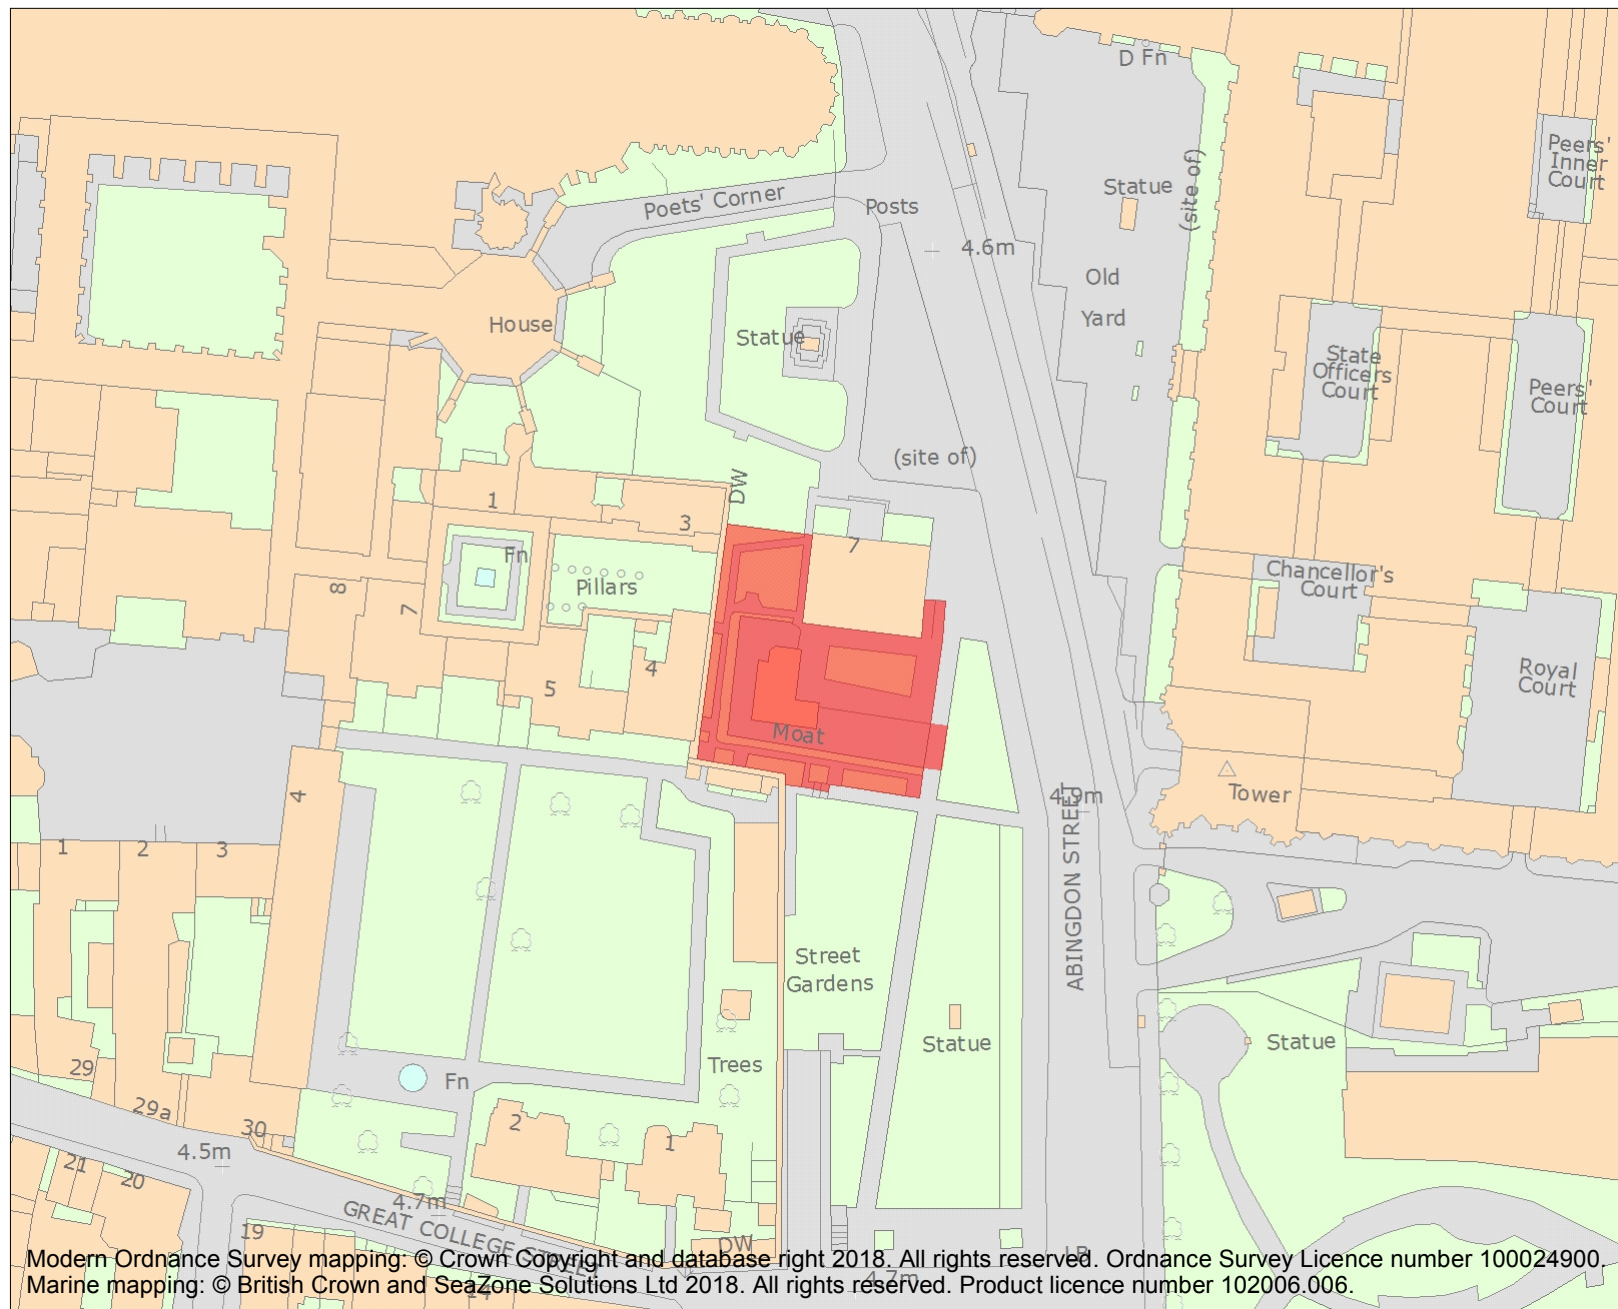 D Fn
Peers'
Inner
Court
(site of)
Statue
Poets' Corner
Posts
4.6m
Old
Yard
House
Statue
State
Officers
Court
Peers'
Court
(site of)
DW
1
3
7
Fn
Pillars
8
7
Chancellor's
Court
4
5
Royal
Court
Moat
4
Tower
4.9m
1
2
3
ABINGDON STREET
Street
Gardens
Statue
Statue
Trees
29
Fn
29a
30
2
1
4.5m
21
20
4.7m
GREAT COLLEGE STREET
19
DW
LB
Modern Ordnance Survey mapping: © Crown Copyright and database right 2018. All rights reserved. Ordnance Survey Licence number 100024900.
4.7m
Marine mapping: © British Crown and SeaZone Solutions Ltd 2018. All rights reserved. Product licence number 102006.006.
14